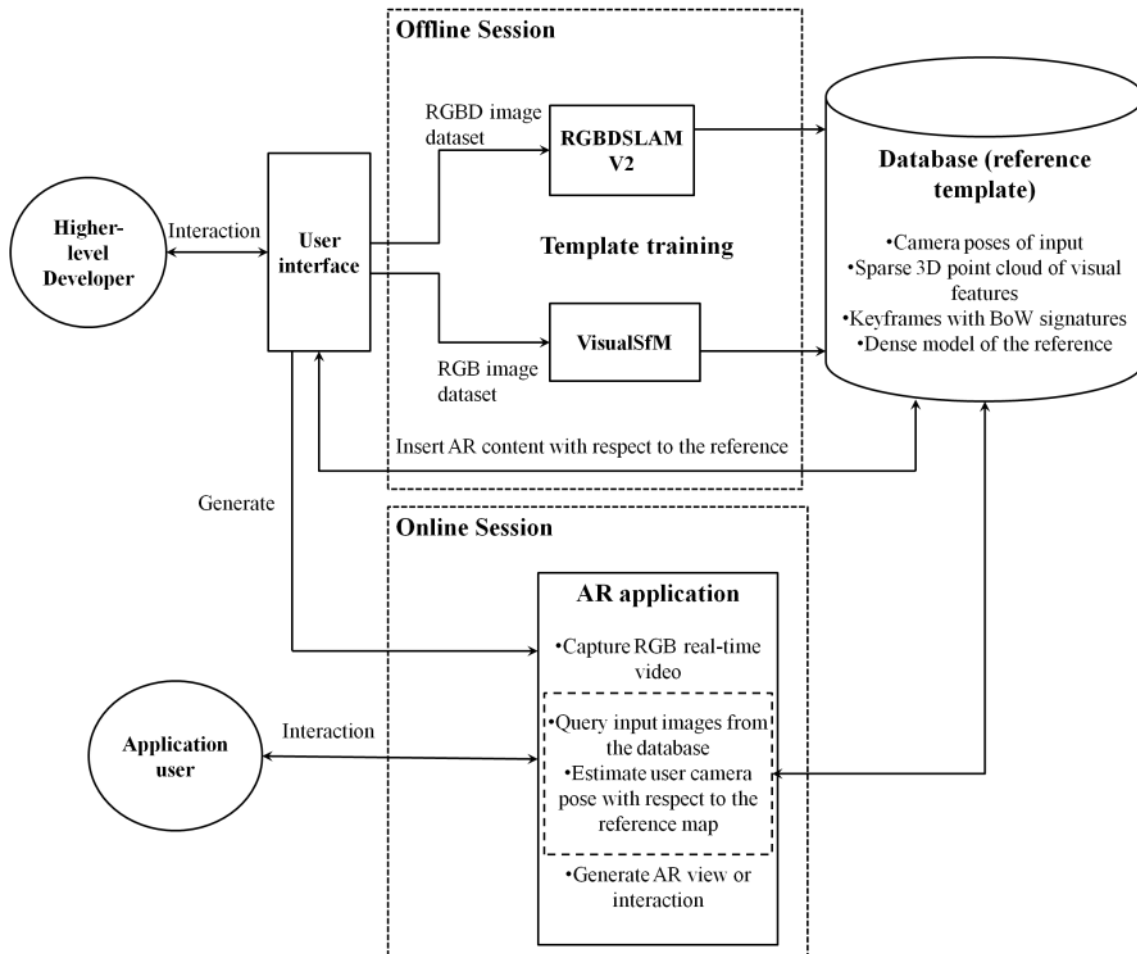 Offline Session
RGBD image
dataset
RGBDSLAM
V2
Database (reference
template)
•Camera poses of input
•Sparse 3D point cloud of visual
features
•Keyframes with BoW signatures
•Dense model of the reference
Higher-
level
Developer
Interaction
User
interface
Template training
VisualSfM
RGB image
dataset
Insert AR content with respect to the reference
Generate
Online Session
AR application
•Capture RGB real-time
video
•Query input images from
the database
•Estimate user camera
pose with respect to the
reference map
•Generate AR view or
interaction
Application
user
Interaction